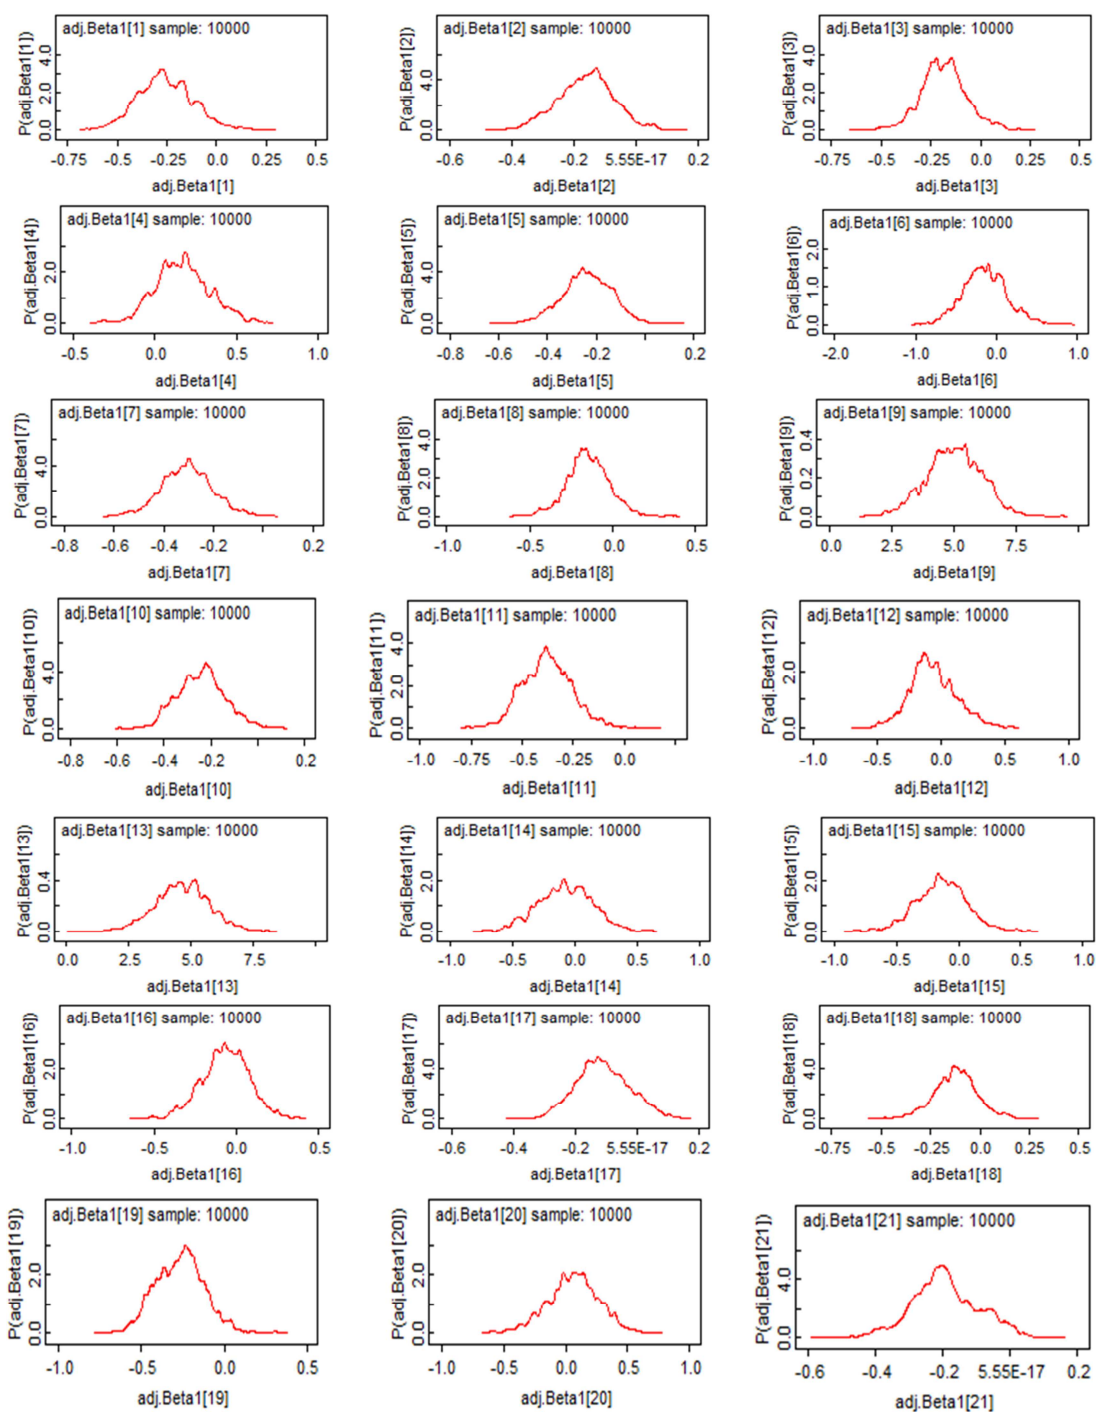 adj.Beta1[1] sample: 10000
P(adj.Beta1[1])
4.0
2.0
0.0
-0.75 -0.25 0.0 0.25 0.5
adj.Beta1[1]
adj.Beta1[2] sample: 10000
P(adj.Beta1[2])
4.0
0.0
-0.6 -0.4 -0.2 5.55E-17 0.2
adj.Beta1[2]
adj.Beta1[3] sample: 10000
P(adj.Beta1[3])
4.0
2.0
0.0
-0.75 -0.5 -0.25 0.0 0.25 0.5
adj.Beta1[3]
adj.Beta1[4] sample: 10000
P(adj.Beta1[4])
2.0
0.0
-0.5 0.0 0.5 1.0
adj.Beta1[4]
adj.Beta1[5] sample: 10000
P(adj.Beta1[5])
4.0
0.0
-0.8 -0.6 -0.4 -0.2 0.2
adj.Beta1[5]
adj.Beta1[6] sample: 10000
P(adj.Beta1[6])
2.0
1.0
0.0
-2.0 -1.0 0.0 1.0
adj.Beta1[6]
adj.Beta1[7] sample: 10000
P(adj.Beta1[7])
4.0
0.0
-0.8 -0.6 -0.4 -0.2 0.2
adj.Beta1[7]
adj.Beta1[8] sample: 10000
P(adj.Beta1[8])
4.0
2.0
0.0
-1.0 -0.5 0.0 0.5
adj.Beta1[8]
adj.Beta1[9] sample: 10000
P(adj.Beta1[9])
0.4
0.2
0.0
0.0 2.5 5.0 7.5
adj.Beta1[9]
adj.Beta1[10] sample: 10000
P(adj.Beta1[10])
4.0
0.0
-0.8 -0.6 -0.4 -0.2 0.2
adj.Beta1[10]
adj.Beta1[11] sample: 10000
P(adj.Beta1[11])
4.0
2.0
0.0
-1.0 -0.75 -0.5 -0.25 0.0
adj.Beta1[11]
adj.Beta1[12] sample: 10000
P(adj.Beta1[12])
2.0
0.0
-1.0 -0.5 0.0 0.5 1.0
adj.Beta1[12]
adj.Beta1[13] sample: 10000
P(adj.Beta1[13])
0.4
0.0
0.0 2.5 5.0 7.5
adj.Beta1[13]
adj.Beta1[14] sample: 10000
P(adj.Beta1[14])
2.0
0.0
-1.0 -0.5 0.0 0.5 1.0
adj.Beta1[14]
adj.Beta1[15] sample: 10000
P(adj.Beta1[15])
2.0
0.0
-1.0 -0.5 0.0 0.5 1.0
adj.Beta1[15]
adj.Beta1[16] sample: 10000
P(adj.Beta1[16])
2.0
0.0
-1.0 -0.5 0.0 0.5
adj.Beta1[16]
adj.Beta1[17] sample: 10000
P(adj.Beta1[17])
4.0
0.0
-0.6 -0.4 -0.2 5.55E-17 0.2
adj.Beta1[17]
adj.Beta1[18] sample: 10000
P(adj.Beta1[18])
4.0
0.0
-0.75 -0.5 -0.25 0.0 0.25 0.5
adj.Beta1[18]
adj.Beta1[19] sample: 10000
P(adj.Beta1[19])
2.0
0.0
-1.0 -0.5 0.0 0.5
adj.Beta1[19]
adj.Beta1[20] sample: 10000
P(adj.Beta1[20])
2.0
0.0
-1.0 -0.5 0.0 0.5 1.0
adj.Beta1[20]
adj.Beta1[21] sample: 10000
P(adj.Beta1[21])
4.0
0.0
-0.6 -0.4 -0.2 5.55E-17 0.2
adj.Beta1[21]